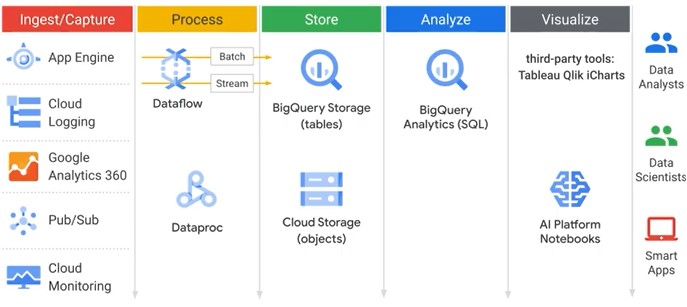 Ingest/Capture
Process
Store
Analyze
Visualize
App Engine
Cloud
Logging
Google
Analytics 360
Pub/Sub
Cloud
Monitoring
Batch
Stream
Dataflow
Dataproc
BigQuery Storage
(tables)
Cloud Storage
(objects)
BigQuery
Analytics (SQL)
third-party tools:
Tableau Qlik iCharts
AI Platform
Notebooks
Data
Analysts
Data
Scientists
Smart
Apps